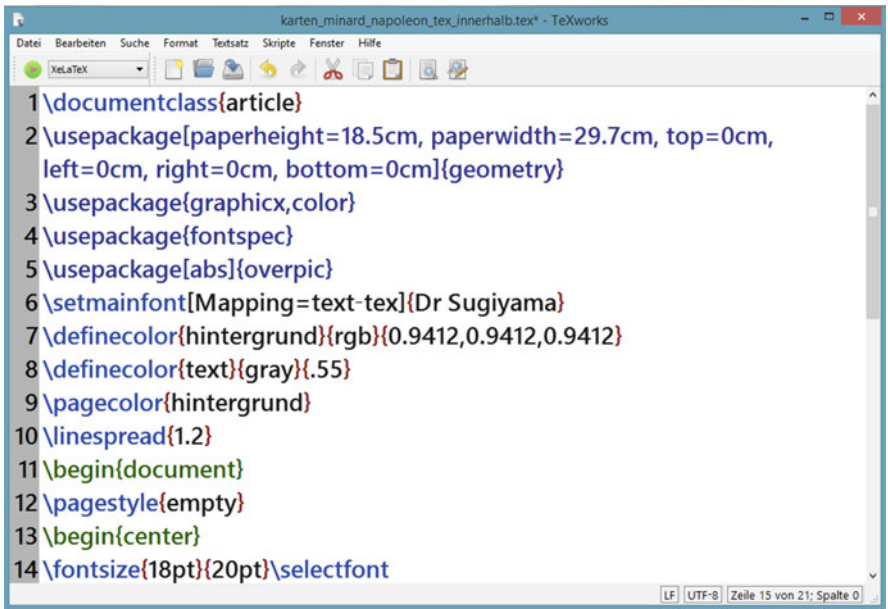 karten_minard_napoleon_tex_innerhalb.tex* - TeXworks
Datei Bearbeiten Suche Format Textsatz Skripte Fenster Hilfe
XeLaTeX
1 \documentclass{article}
2 \usepackage[paperheight=18.5cm, paperwidth=29.7cm, top=0cm,
left=0cm, right=0cm, bottom=0cm]{geometry}
3 \usepackage{graphicx,color}
4 \usepackage{fontspec}
5 \usepackage[abs]{overpic}
6 \setmainfont[Mapping=text-tex]{Dr Sugiyama}
7 \definecolor{hintergrund}{rgb}{0.9412,0.9412,0.9412}
8 \definecolor{text}{gray}{.55}
9 \pagecolor{hintergrund}
10 \linespread{1.2}
11 \begin{document}
12 \pagestyle{empty}
13 \begin{center}
14 \fontsize{18pt}{20pt}\selectfont
LF UTF-8 Zeile 15 von 21; Spalte 0